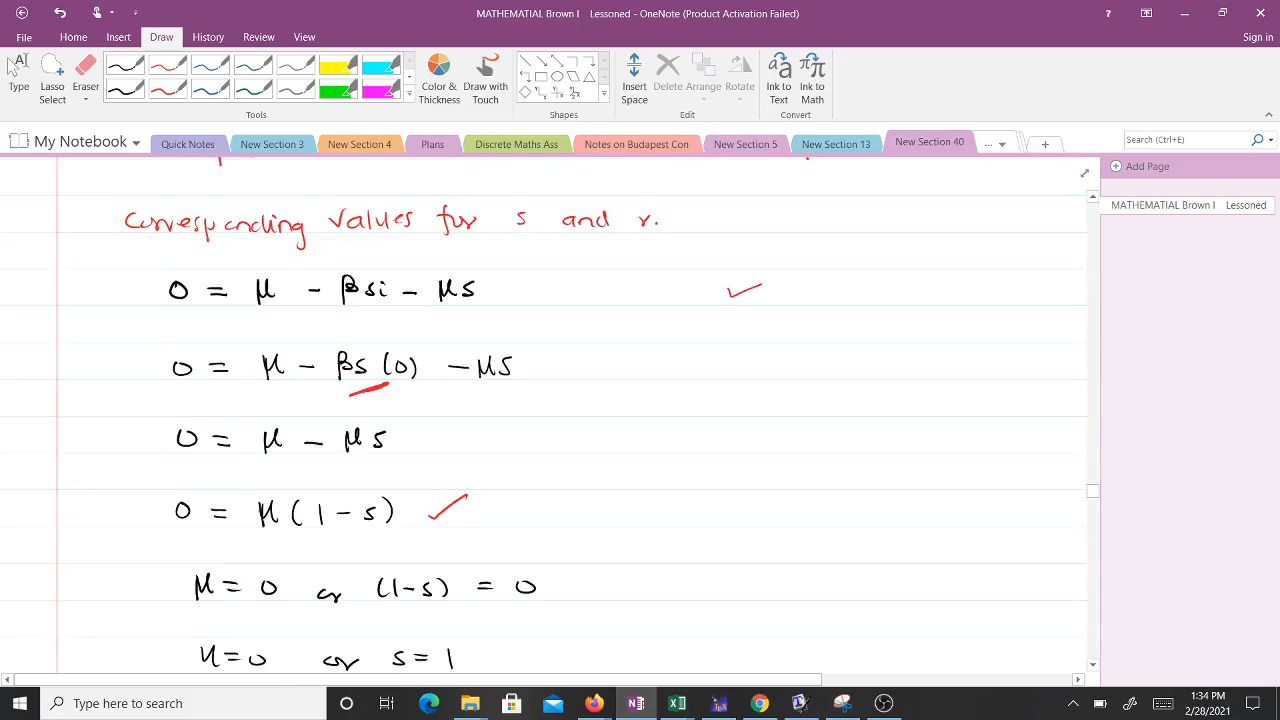 MATHEMATIAL Brown I Lessoned - OneNote (Product Activation Failed)
File Home Insert Draw History Review View Sign in
Type Lasso Select Eraser Color & Thickness Draw with Touch Insert Space Delete Arrange Rotate Ink to Text Ink to Math
Tools Shapes Edit Convert
My Notebook Quick Notes New Section 3 New Section 4 Plans Discrete Maths Ass Notes on Budapest Con New Section 5 New Section 13 New Section 40 ... Search (Ctrl+E)
Add Page
MATHEMATIAL Brown I Lessoned
Corresponding values for s and r.
0 = μ - βsi - μs
0 = μ - βs(0) - μs
0 = μ - μs
0 = μ(1 - s)
μ = 0 or (1-s) = 0
μ=0 or s = 1
Type here to search
1:34 PM
2/28/2021